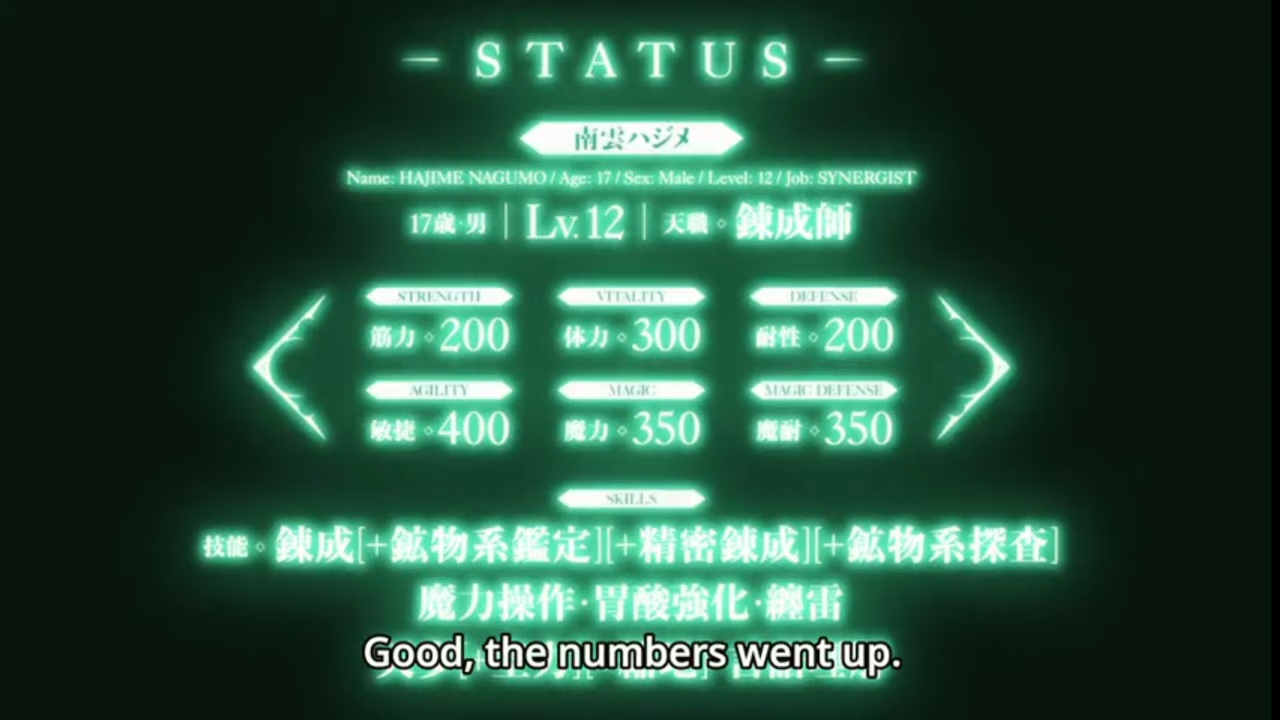 — STATUS —
南雲ハジメ
Name: HAJIME NAGUMO / Age: 17 / Sex: Male / Level: 12 / Job: SYNERGIST
17歳·男 | Lv.12 | 天職◇錬成師
STRENGTH VITALITY DEFENSE
筋力◇200 体力◇300 耐性◇200
AGILITY MAGIC MAGIC DEFENSE
敏捷◇400 魔力◇350 魔耐◇350
SKILLS
技能◇錬成[+鉱物系鑑定][+精密錬成][+鉱物系探査]
魔力操作·胃酸強化·纏雷
Good, the numbers went up.